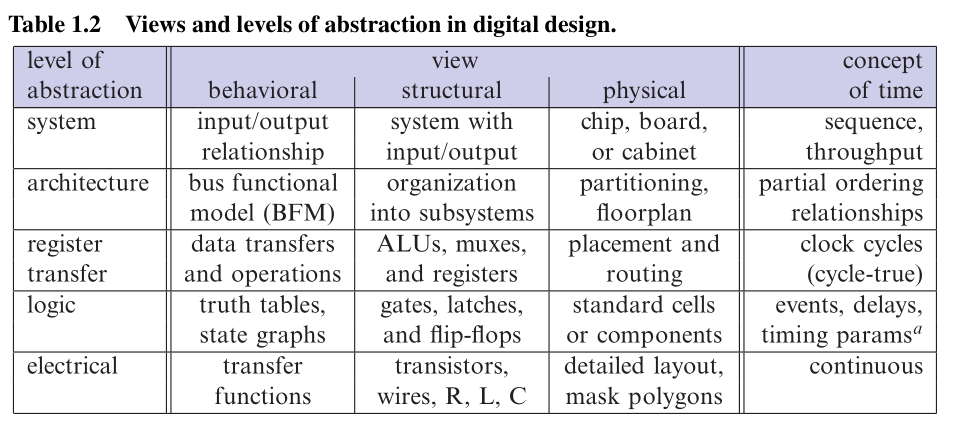 Table 1.2 Views and levels of abstraction in digital design.
level of view concept
abstraction behavioral structural physical of time
system input/output system with chip, board, sequence,
relationship input/output or cabinet throughput
architecture bus functional organization partitioning, partial ordering
model (BFM) into subsystems floorplan relationships
register data transfers ALUs, muxes, placement and clock cycles
transfer and operations and registers routing (cycle-true)
logic truth tables, gates, latches, standard cells events, delays,
state graphs and flip-flops or components timing paramsᵃ
electrical transfer transistors, detailed layout, continuous
functions wires, R, L, C mask polygons